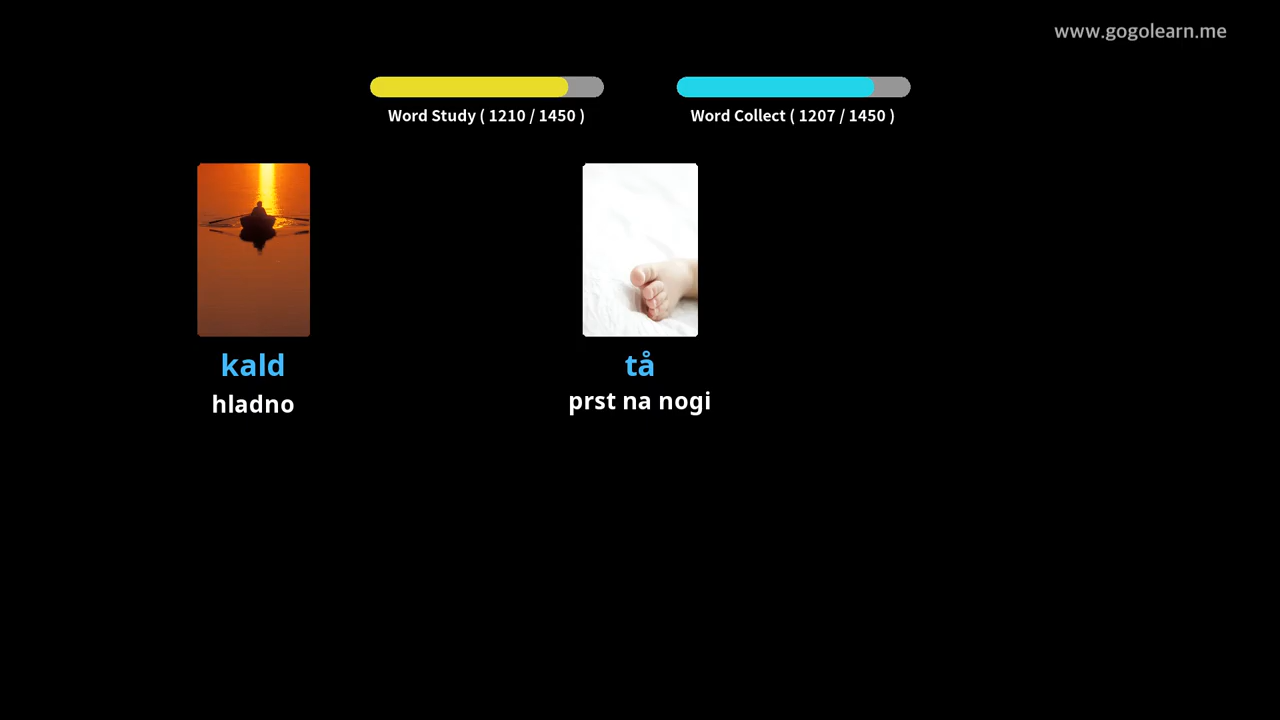 www.gogolearn.me
Word Study ( 1210 / 1450 )
Word Collect ( 1207 / 1450 )
kald
hladno
tå
prst na nogi